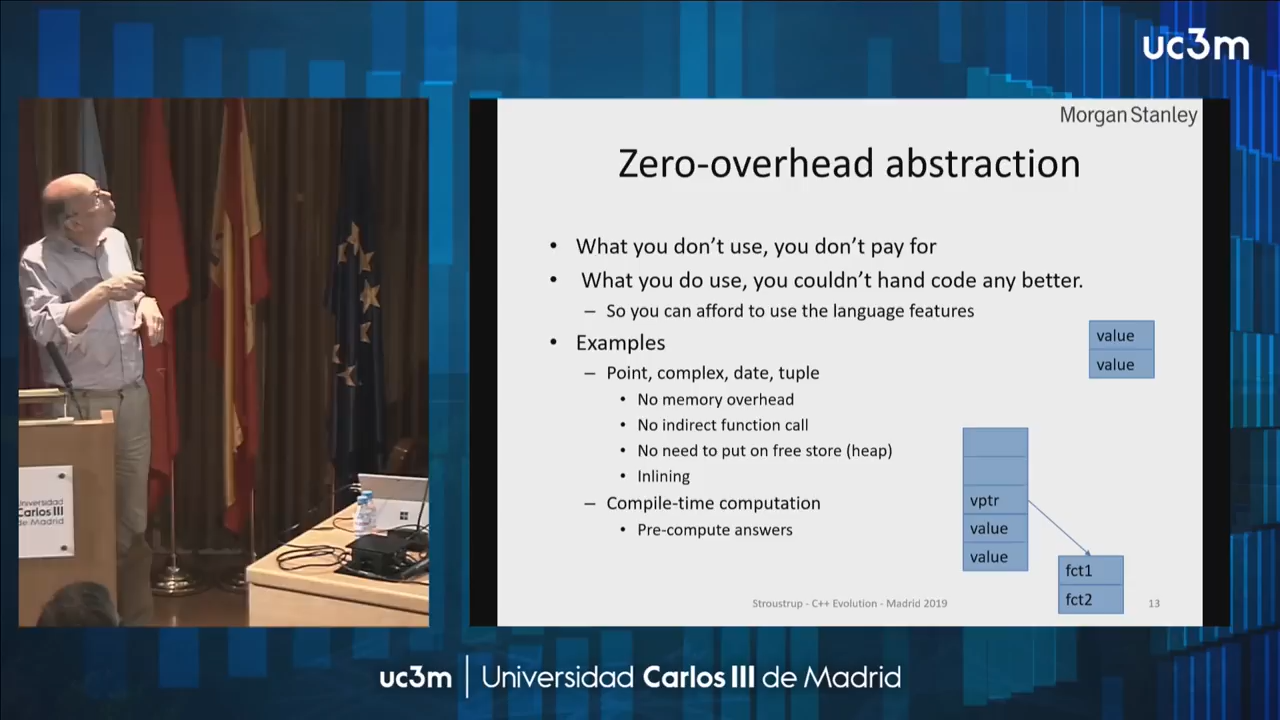 uc3m
Morgan Stanley
Zero-overhead abstraction
• What you don't use, you don't pay for
• What you do use, you couldn't hand code any better.
– So you can afford to use the language features
• Examples
– Point, complex, date, tuple
• No memory overhead
• No indirect function call
• No need to put on free store (heap)
• Inlining
– Compile-time computation
• Pre-compute answers
value
value
vptr
value
value
fct1
fct2
Stroustrup - C++ Evolution - Madrid 2019
13
Universidad
Carlos III
de Madrid
uc3m | Universidad Carlos III de Madrid